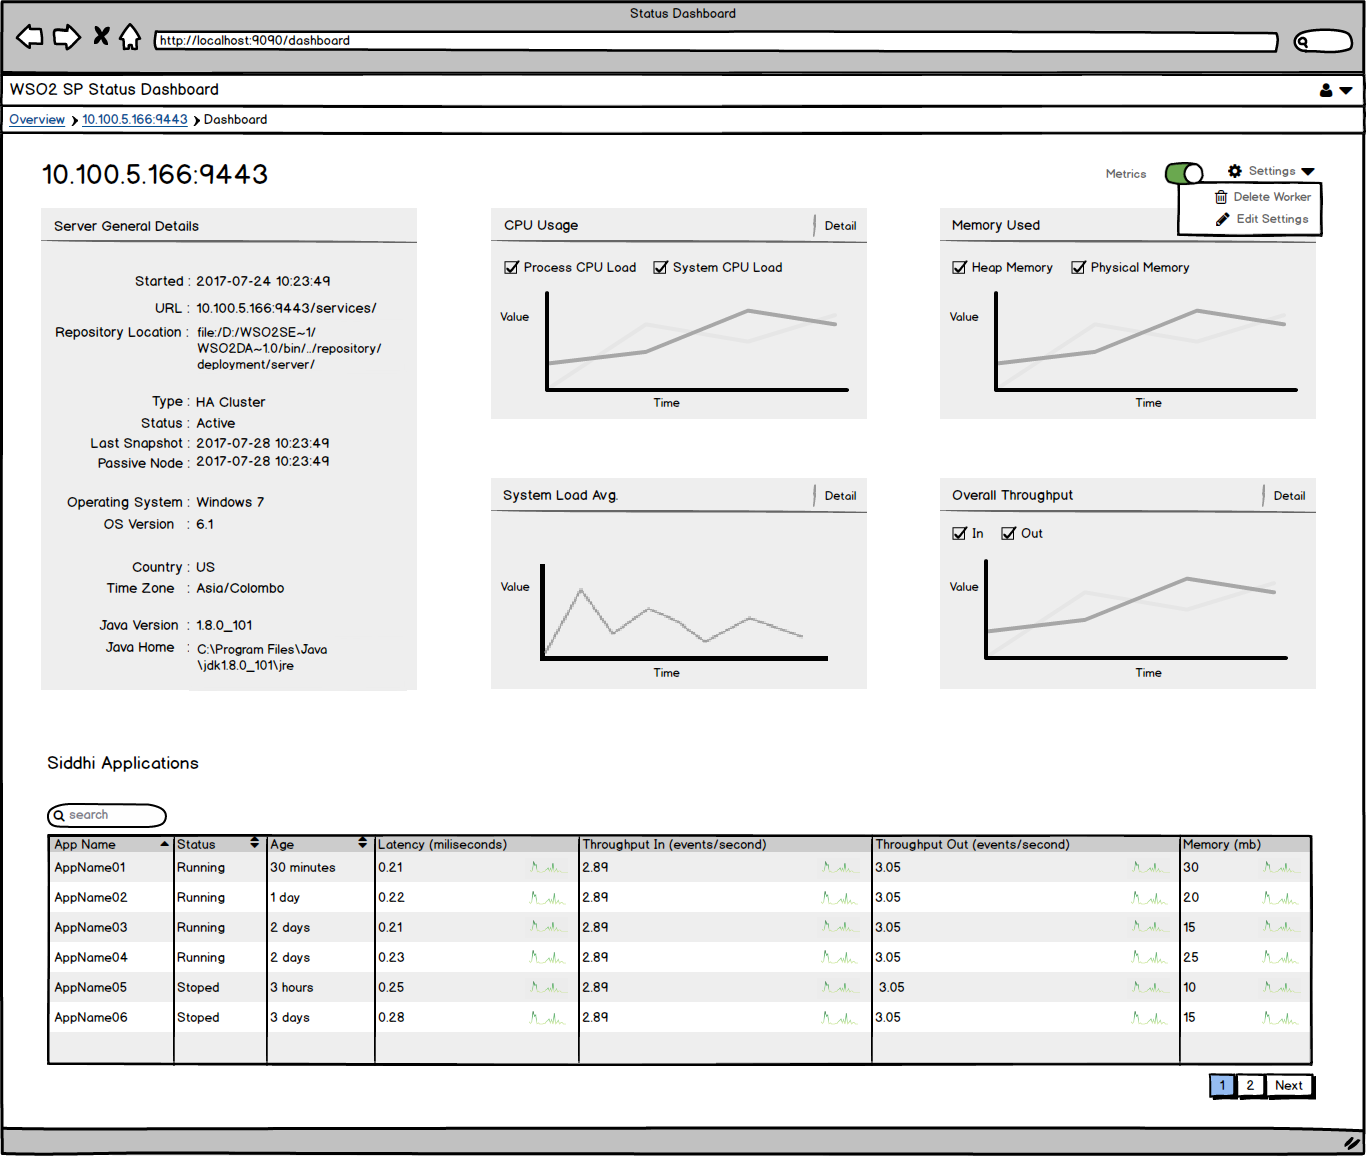 Status Dashboard
http://localhost:9090/dashboard
WSO2 SP Status Dashboard
Overview > 10.100.5.166:9443 > Dashboard
10.100.5.166:9443
Metrics
Settings
Delete Worker
Edit Settings
Server General Details
Started : 2017-07-24 10:23:49
URL : 10.100.5.166:9443/services/
Repository Location : file:/D:/WSO2SE~1/
WSO2DA~1.0/bin/../repository/
deployment/server/
Type : HA Cluster
Status : Active
Last Snapshot : 2017-07-28 10:23:49
Passive Node : 2017-07-28 10:23:49
Operating System : Windows 7
OS Version : 6.1
Country : US
Time Zone : Asia/Colombo
Java Version : 1.8.0_101
Java Home : C:\Program Files\Java
\jdk1.8.0_101\jre
CPU Usage
Detail
Process CPU Load
System CPU Load
Value
Time
Memory Used
Heap Memory
Physical Memory
Value
Time
System Load Avg.
Detail
Value
Time
Overall Throughput
Detail
In
Out
Value
Time
Siddhi Applications
search
App Name Status Age Latency (miliseconds) Throughput In (events/second) Throughput Out (events/second) Memory (mb)
AppName01 Running 30 minutes 0.21 2.89 3.05 30
AppName02 Running 1 day 0.22 2.89 3.05 20
AppName03 Running 2 days 0.21 2.89 3.05 15
AppName04 Running 2 days 0.23 2.89 3.05 25
AppName05 Stoped 3 hours 0.25 2.89 3.05 10
AppName06 Stoped 3 days 0.28 2.89 3.05 15
1 2 Next